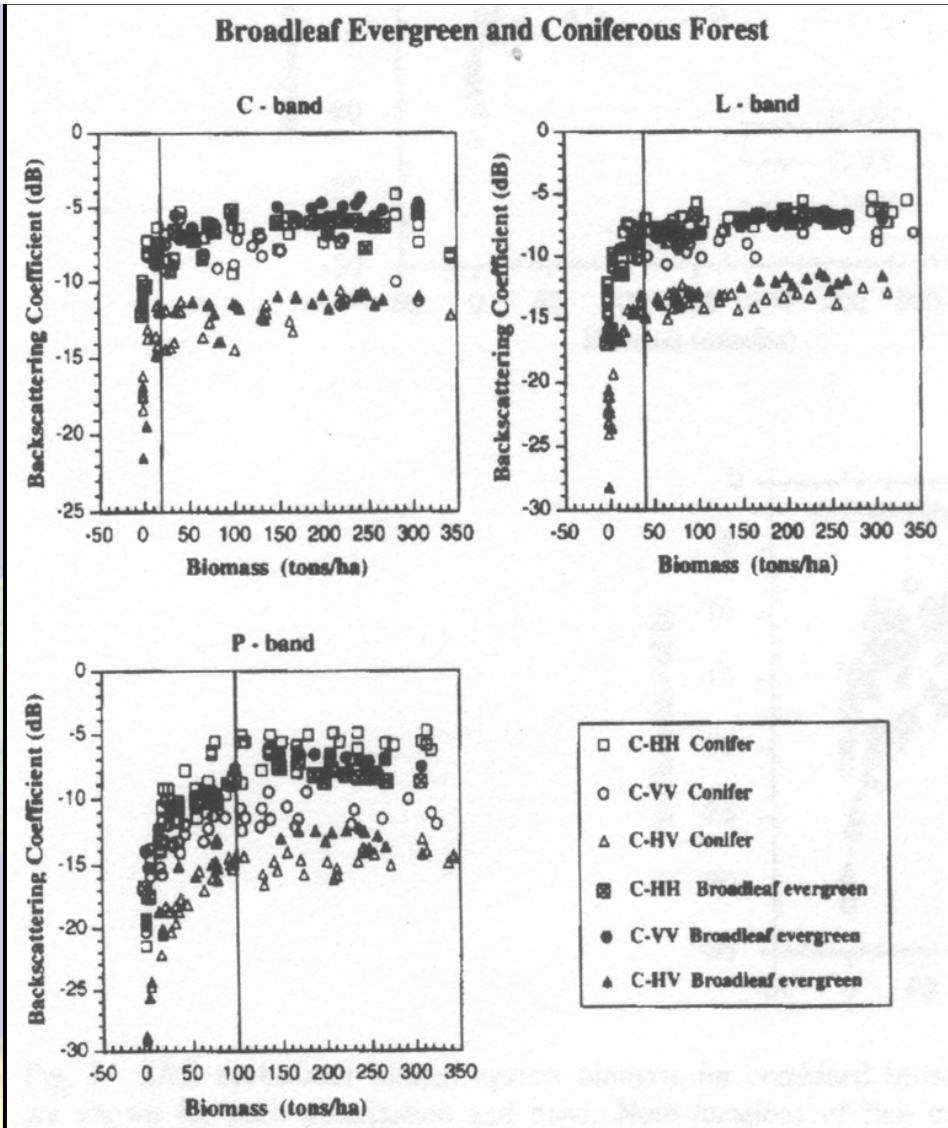 Broadleaf Evergreen and Coniferous Forest
C - band
Backscattering Coefficient (dB)
0
-5
-10
-15
-20
-25
-50 0 50 100 150 200 250 300 350
Biomass (tons/ha)
L - band
Backscattering Coefficient (dB)
0
-5
-10
-15
-20
-25
-30
-50 0 50 100 150 200 250 300 350
Biomass (tons/ha)
P - band
Backscattering Coefficient (dB)
0
-5
-10
-15
-20
-25
-30
-50 0 50 100 150 200 250 300 350
Biomass (tons/ha)
C-HH Conifer
C-VV Conifer
C-HV Conifer
C-HH Broadleaf evergreen
C-VV Broadleaf evergreen
C-HV Broadleaf evergreen